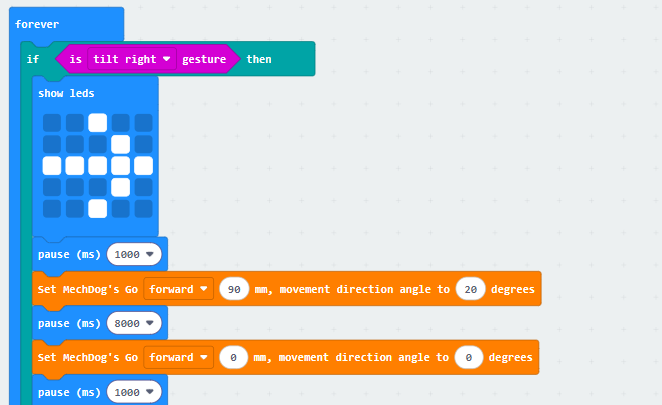 forever
if is tilt right gesture then
show leds
pause (ms) 1000
Set MechDog's Go forward 90 mm, movement direction angle to 20 degrees
pause (ms) 8000
Set MechDog's Go forward 0 mm, movement direction angle to 0 degrees
pause (ms) 1000